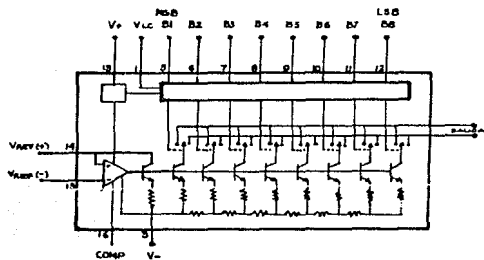 MSB LSB
V+ VLC B1 B2 B3 B4 B5 B6 B7 B8
13 1 5 6 7 8 9 10 11 12
VREF (+) 14
VREF (-) 15
16 3
COMP V-